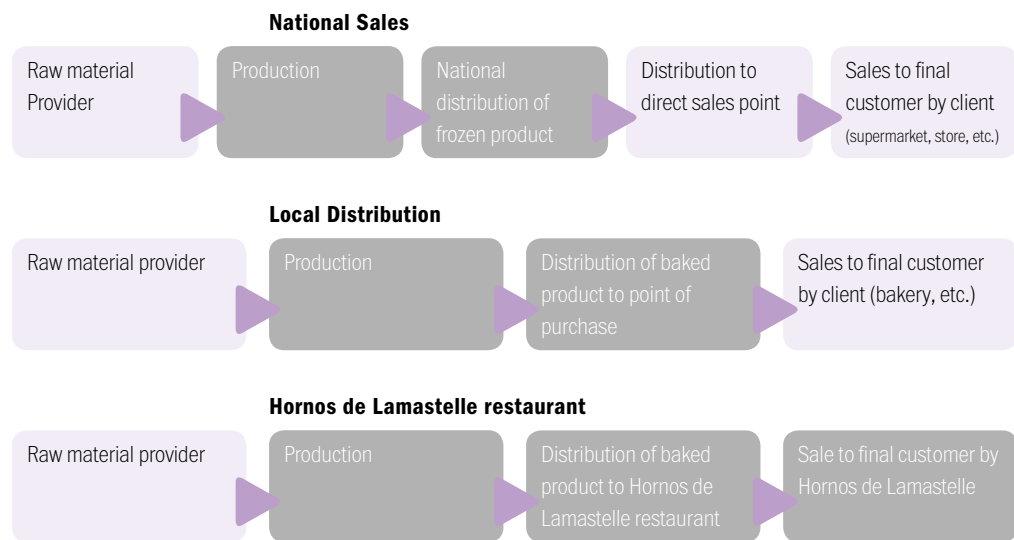 National Sales
Raw material
Provider
Production
National
distribution of
frozen product
Distribution to
direct sales point
Sales to final
customer by client
(supermarket, store, etc.)
Local Distribution
Raw material provider
Production
Distribution of baked
product to point of
purchase
Sales to final customer
by client (bakery, etc.)
Hornos de Lamastelle restaurant
Raw material provider
Production
Distribution of baked
product to Hornos de
Lamastelle restaurant
Sale to final customer by
Hornos de Lamastelle